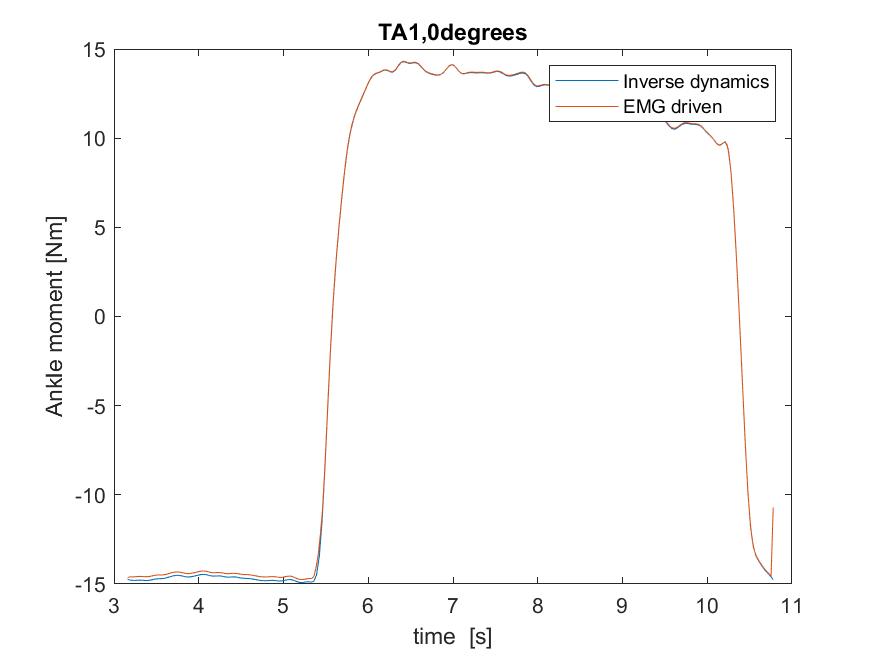 TA1,0degrees
15
10
5
0
-5
-10
-15
Ankle moment [Nm]
Inverse dynamics
EMG driven
3 4 5 6 7 8 9 10 11
time [s]